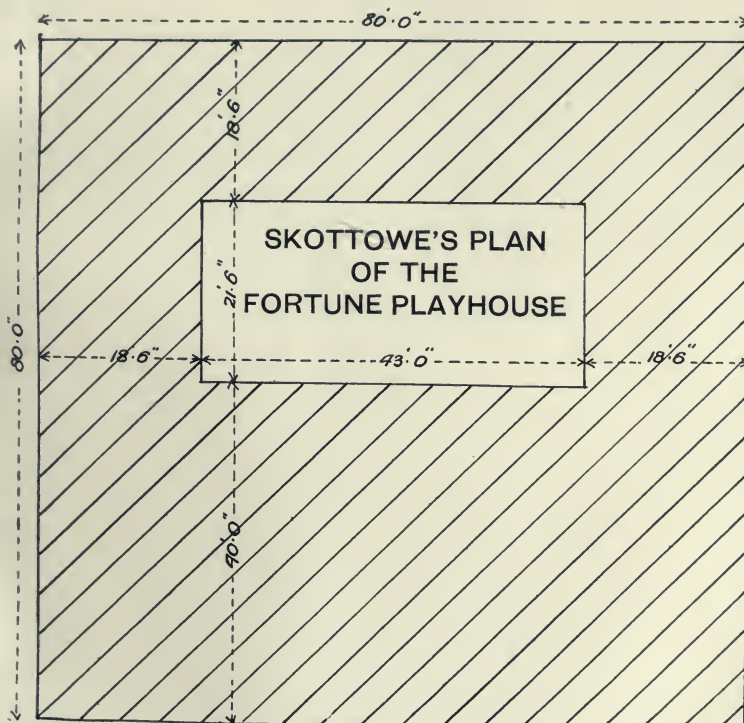 80'·0"
18'·6"
SKOTTOWE'S PLAN
OF THE
FORTUNE PLAYHOUSE
21'·6"
80'·0"
18'·6"
43'·0"
18'·6"
40'·0"